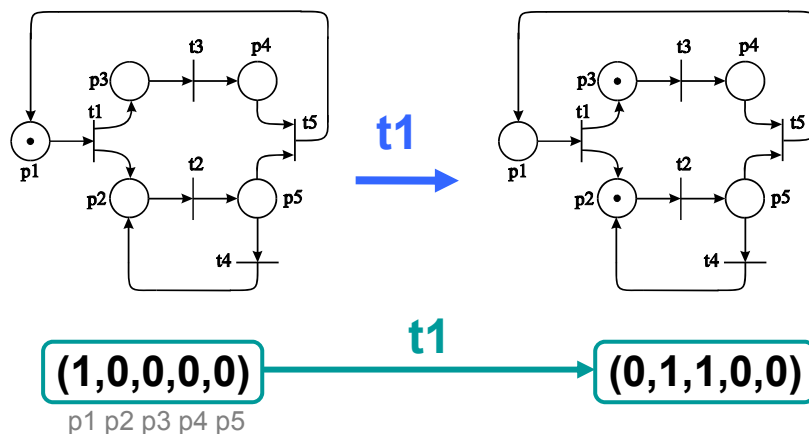 t3 p4
p3
t1
t5
p1
t2
p2
p5
t4
t1
t3 p4
p3
t1
t5
p1
t2
p2
p5
t4
t1
(1,0,0,0,0)
(0,1,1,0,0)
p1 p2 p3 p4 p5